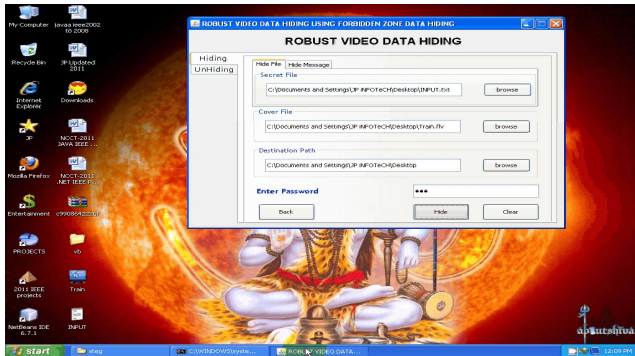 My Computer
javaa ieee2002
to 2008
Recycle Bin
JP Updated
2011
Internet
Explorer
Downloads
JP
NCCT-2011
JAVA IEEE ...
Mozilla Firefox
NCCT-2011
.NET IEEE P...
Entertainment
PROJECTS
vb
2011 IEEE
projects
Train
NetBeans IDE
6.7.1
INPUT
ROBUST VIDEO DATA HIDING USING FORBIDDEN ZONE DATA HIDING
ROBUST VIDEO DATA HIDING
Hiding
UnHiding
Hide File
Hide Message
Secret File
C:\Documents and Settings\JP iNFOTeCH\Desktop\INPUT.txt
browse
Cover File
C:\Documents and Settings\JP iNFOTeCH\Desktop\Train.flv
browse
Destination Path
C:\Documents and Settings\JP iNFOTeCH\Desktop
browse
Enter Password
•••
Back
Hide
Clear
start
steg
C:\WINDOWS\syste...
ROBUST VIDEO DATA...
12:03 PM